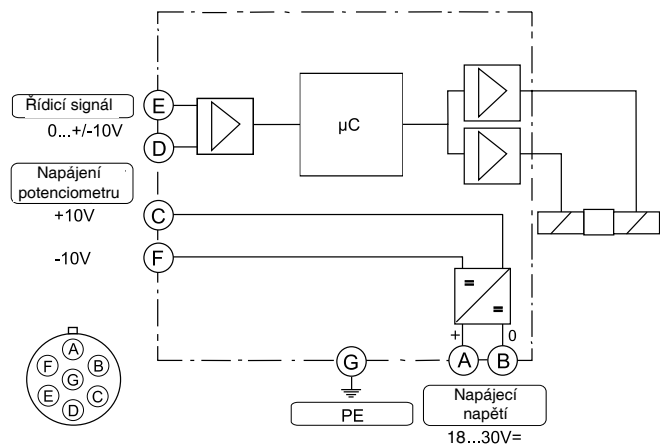 Řídicí signál
0...+/-10V
E
D
µC
Napájení
potenciometru
+10V
C
-10V
F
=
=
+
0
A
B
G
PE
Napájecí
napětí
18...30V=
A
F
B
G
E
C
D